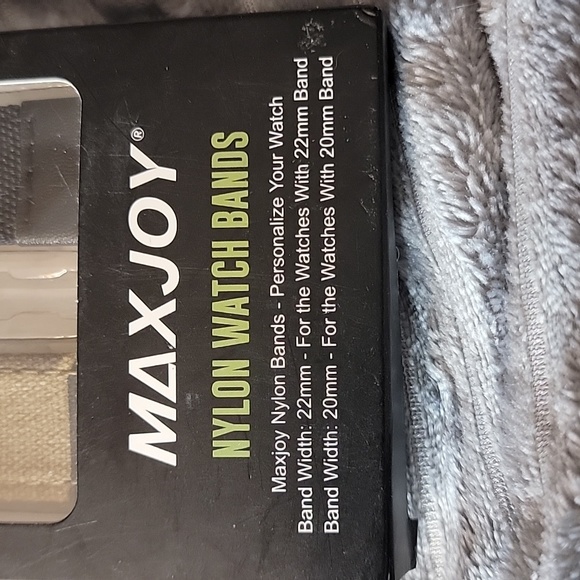 MAXJOY®
NYLON WATCH BANDS
Maxjoy Nylon Bands - Personalize Your Watch
Band Width: 22mm - For the Watches With 22mm Band
Band Width: 20mm - For the Watches With 20mm Band